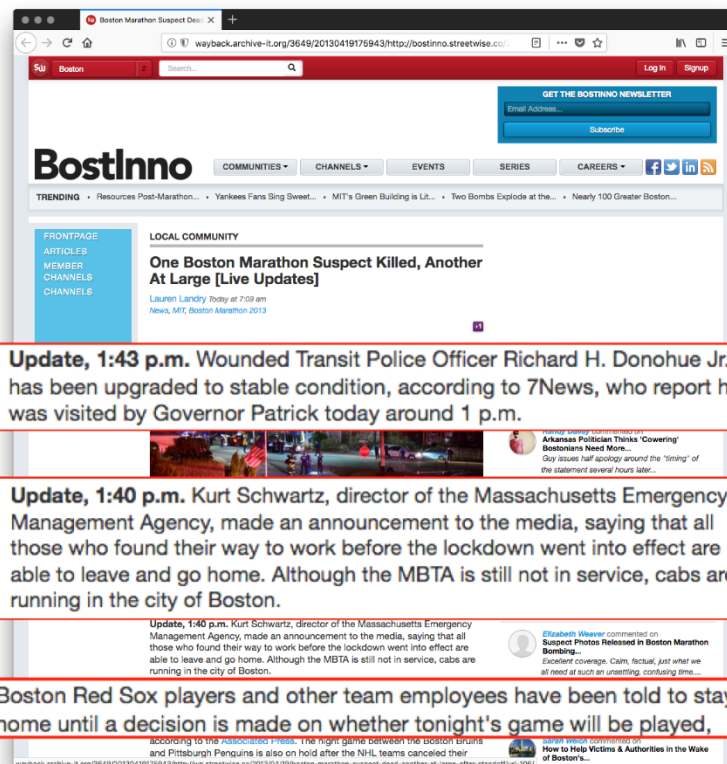 Boston Marathon Suspect Dead
wayback.archive-it.org/3649/20130419175943/http://bostinno.streetwise.co/
SW Boston Search... Log In Signup
GET THE BOSTINNO NEWSLETTER
Email Address...
Subscribe
BostInno
COMMUNITIES CHANNELS EVENTS SERIES CAREERS
TRENDING • Resources Post-Marathon... • Yankees Fans Sing Sweet... • MIT's Green Building is Lit... • Two Bombs Explode at the... • Nearly 100 Greater Boston...
FRONTPAGE
ARTICLES
MEMBER
CHANNELS
CHANNELS
LOCAL COMMUNITY
One Boston Marathon Suspect Killed, Another
At Large [Live Updates]
Lauren Landry Today at 7:09 am
News, MIT, Boston Marathon 2013
+1
Update, 1:43 p.m. Wounded Transit Police Officer Richard H. Donohue Jr.
has been upgraded to stable condition, according to 7News, who report h
was visited by Governor Patrick today around 1 p.m.
commented on
Arkansas Politician Thinks 'Cowering'
Bostonians Need More...
Guy issues half apology around the "timing" of
the statement several hours later...
Update, 1:40 p.m. Kurt Schwartz, director of the Massachusetts Emergency
Management Agency, made an announcement to the media, saying that all
those who found their way to work before the lockdown went into effect are
able to leave and go home. Although the MBTA is still not in service, cabs are
running in the city of Boston.
Update, 1:40 p.m. Kurt Schwartz, director of the Massachusetts Emergency
Management Agency, made an announcement to the media, saying that all
those who found their way to work before the lockdown went into effect are
able to leave and go home. Although the MBTA is still not in service, cabs are
running in the city of Boston.
Elizabeth Weaver commented on
Suspect Photos Released in Boston Marathon
Bombing...
Excellent coverage. Calm, factual, just what we
all need at such an unsettling, confusing time....
Boston Red Sox players and other team employees have been told to stay
home until a decision is made on whether tonight's game will be played,
according to the Associated Press. The night game between the Boston Bruins
and Pittsburgh Penguins is also on hold after the NHL teams canceled their
Sarah Welch commented on
How to Help Victims & Authorities in the Wake
of Boston's...